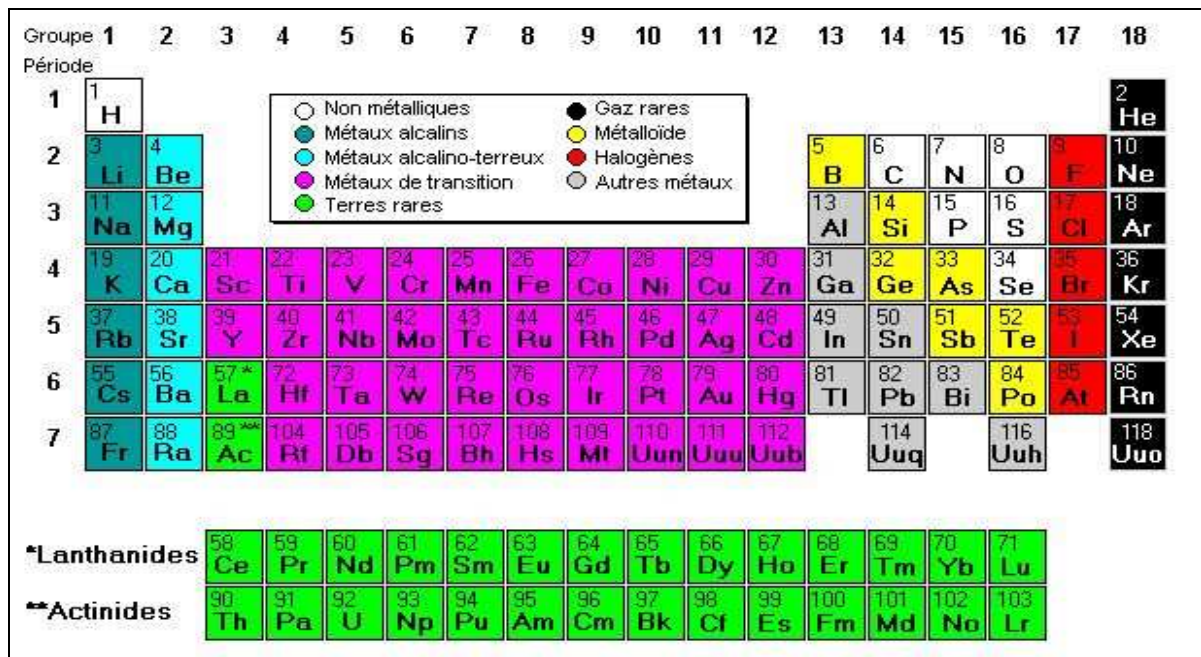 Groupe 1 2 3 4 5 6 7 8 9 10 11 12 13 14 15 16 17 18
Période
Non métalliques Gaz rares
Métaux alcalins Métalloïde
Métaux alcalino-terreux Halogènes
Métaux de transition Autres métaux
Terres rares
1
1 2
H He
2
3 4 5 6 7 8 9 10
Li Be B C N O F Ne
3
11 12 13 14 15 16 17 18
Na Mg Al Si P S Cl Ar
4
19 20 21 22 23 24 25 26 27 28 29 30 31 32 33 34 35 36
K Ca Sc Ti V Cr Mn Fe Co Ni Cu Zn Ga Ge As Se Br Kr
5
37 38 39 40 41 42 43 44 45 46 47 48 49 50 51 52 53 54
Rb Sr Y Zr Nb Mo Tc Ru Rh Pd Ag Cd In Sn Sb Te I Xe
6
55 56 57* 72 73 74 75 76 77 78 79 80 81 82 83 84 85 86
Cs Ba La Hf Ta W Re Os Ir Pt Au Hg Tl Pb Bi Po At Rn
7
87 88 89** 104 105 106 107 108 109 110 111 112 114 116 118
Fr Ra Ac Rf Db Sg Bh Hs Mt Uun Uuu Uub Uuq Uuh Uuo
*Lanthanides
58 59 60 61 62 63 64 65 66 67 68 69 70 71
Ce Pr Nd Pm Sm Eu Gd Tb Dy Ho Er Tm Yb Lu
**Actinides
90 91 92 93 94 95 96 97 98 99 100 101 102 103
Th Pa U Np Pu Am Cm Bk Cf Es Fm Md No Lr